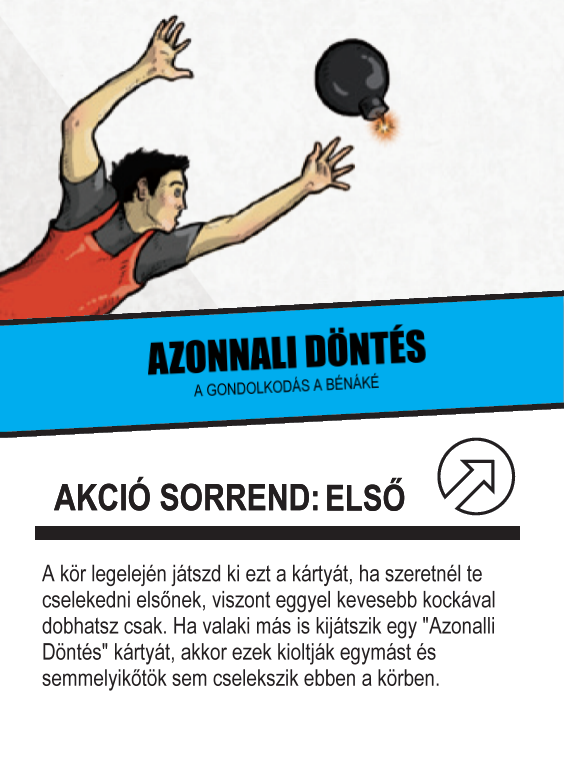 AZONNALI DÖNTÉS
A GONDOLKODÁS A BÉNÁKÉ
AKCIÓ SORREND: ELSŐ
A kör legelején játszd ki ezt a kártyát, ha szeretnél te
cselekedni elsőnek, viszont eggyel kevesebb kockával
dobhatsz csak. Ha valaki más is kijátszik egy "Azonalli
Döntés" kártyát, akkor ezek kioltják egymást és
semmelyikőtök sem cselekszik ebben a körben.